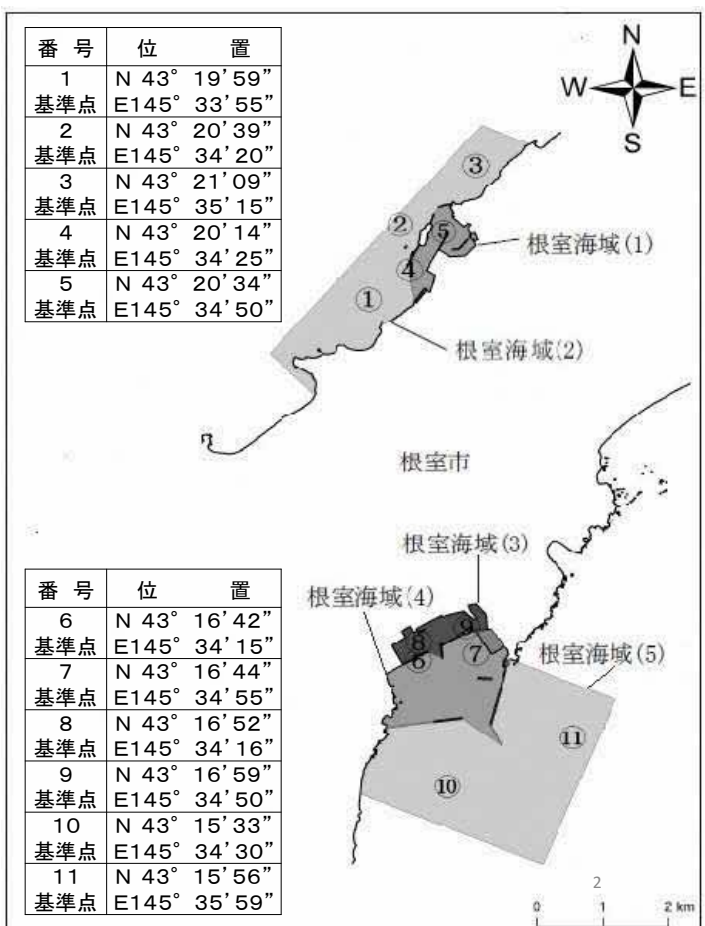 番 号 位 置
1 N 43° 19’59”
基準点 E145° 33’55”
2 N 43° 20’39”
基準点 E145° 34’20”
3 N 43° 21’09”
基準点 E145° 35’15”
4 N 43° 20’14”
基準点 E145° 34’25”
5 N 43° 20’34”
基準点 E145° 34’50”
N
W E
S
③
②
⑤
根室海域(1)
④
①
根室海域(2)
根室市
根室海域(3)
根室海域(4)
⑨
⑧
⑥
⑦
根室海域(5)
⑪
⑩
番 号 位 置
6 N 43° 16’42”
基準点 E145° 34’15”
7 N 43° 16’44”
基準点 E145° 34’55”
8 N 43° 16’52”
基準点 E145° 34’16”
9 N 43° 16’59”
基準点 E145° 34’50”
10 N 43° 15’33”
基準点 E145° 34’30”
11 N 43° 15’56”
基準点 E145° 35’59”
2
0 1 2 km